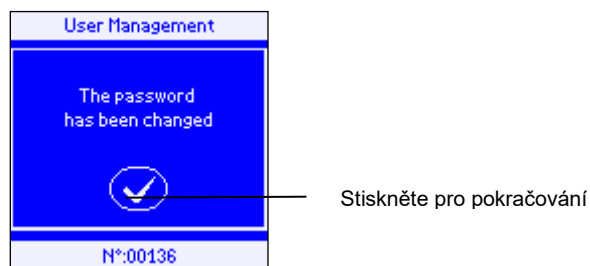 User Management
The password
has been changed
Stiskněte pro pokračování
N°:00136